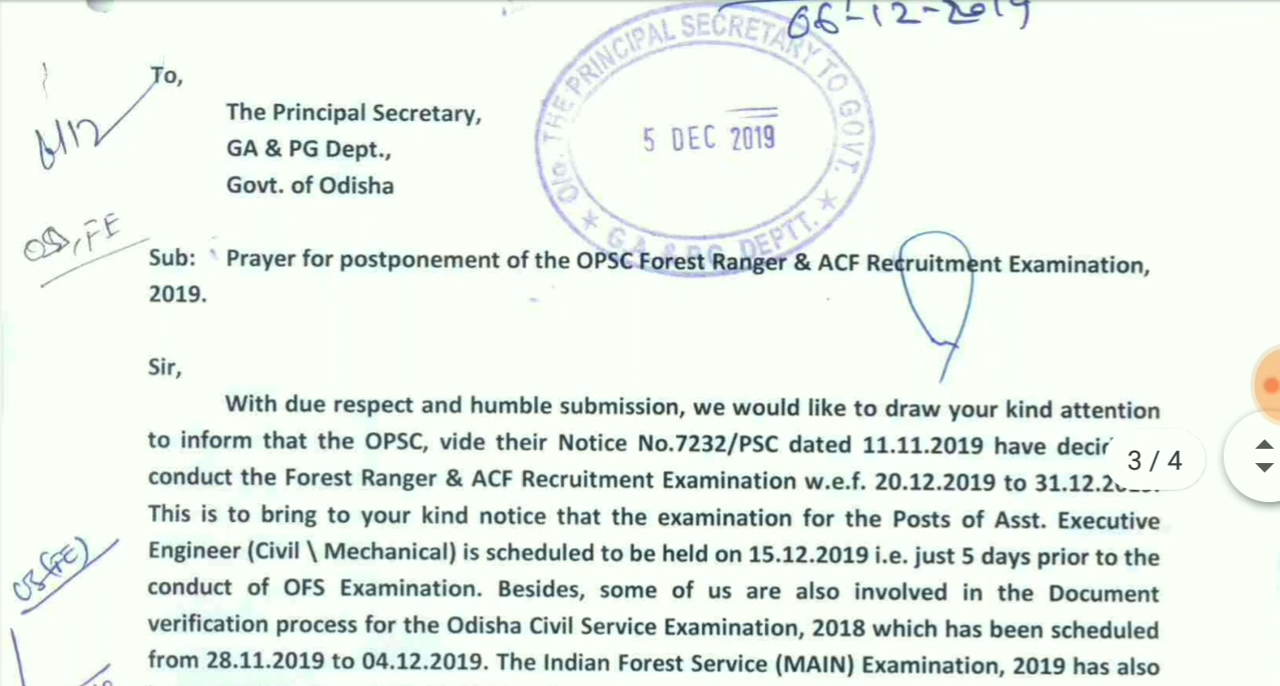 06-12-2019
O/o. THE PRINCIPAL SECRETARY TO GOVT.
★ G.A. & P.G. DEPTT. ★
5 DEC 2019
To,
The Principal Secretary,
GA & PG Dept.,
Govt. of Odisha
6/12
OS, FE
Sub: Prayer for postponement of the OPSC Forest Ranger & ACF Recruitment Examination,
2019.
Sir,
With due respect and humble submission, we would like to draw your kind attention
to inform that the OPSC, vide their Notice No.7232/PSC dated 11.11.2019 have
3 / 4
conduct the Forest Ranger & ACF Recruitment Examination w.e.f. 20.12.2019 to
This is to bring to your kind notice that the examination for the Posts of Asst. Executive
Engineer (Civil \ Mechanical) is scheduled to be held on 15.12.2019 i.e. just 5 days prior to the
OS(FE)
conduct of OFS Examination. Besides, some of us are also involved in the Document
verification process for the Odisha Civil Service Examination, 2018 which has been scheduled
from 28.11.2019 to 04.12.2019. The Indian Forest Service (MAIN) Examination, 2019 has also